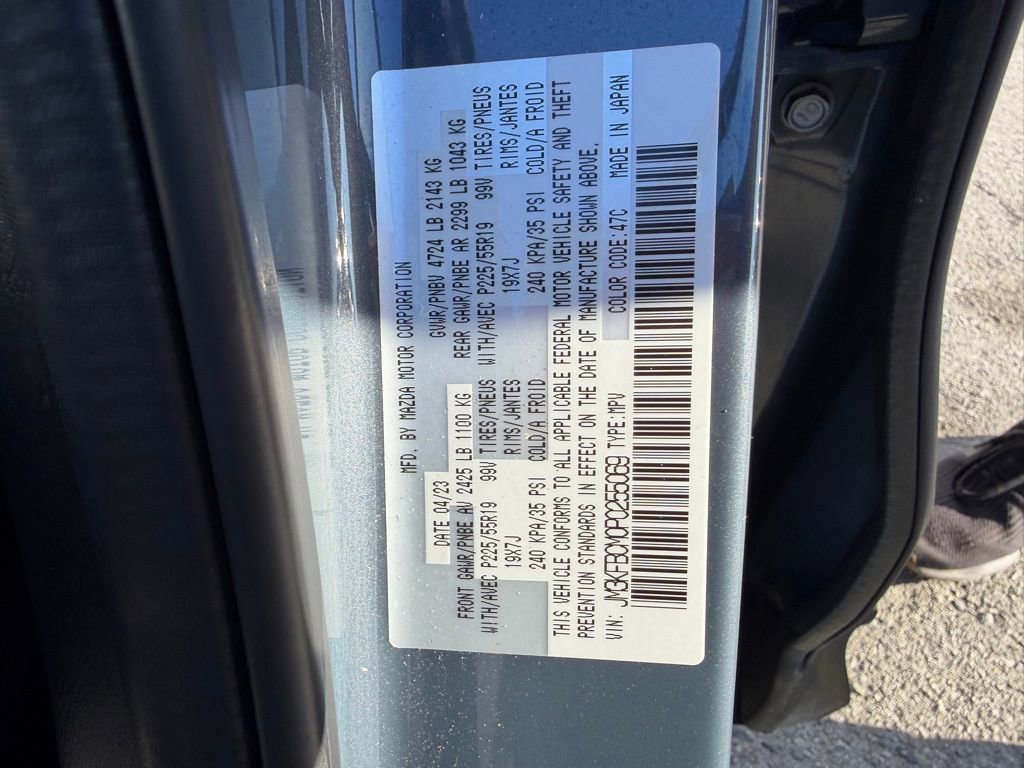 MFD. BY MAZDA MOTOR CORPORATION
DATE 04/23 GVWR/PNBV 4724 LB 2143 KG
FRONT GAWR/PNBE AV 2425 LB 1100 KG REAR GAWR/PNBE AR 2299 LB 1043 KG
WITH/AVEC P225/55R19 99V TIRES/PNEUS WITH/AVEC P225/55R19 99V TIRES/PNEUS
19X7J RIMS/JANTES 19X7J RIMS/JANTES
240 KPA/35 PSI COLD/A FROID 240 KPA/35 PSI COLD/A FROID
THIS VEHICLE CONFORMS TO ALL APPLICABLE FEDERAL MOTOR VEHICLE SAFETY AND THEFT
PREVENTION STANDARDS IN EFFECT ON THE DATE OF MANUFACTURE SHOWN ABOVE.
VIN: JM3KFBCM0P0255069 TYPE:MPV COLOR CODE:47C MADE IN JAPAN